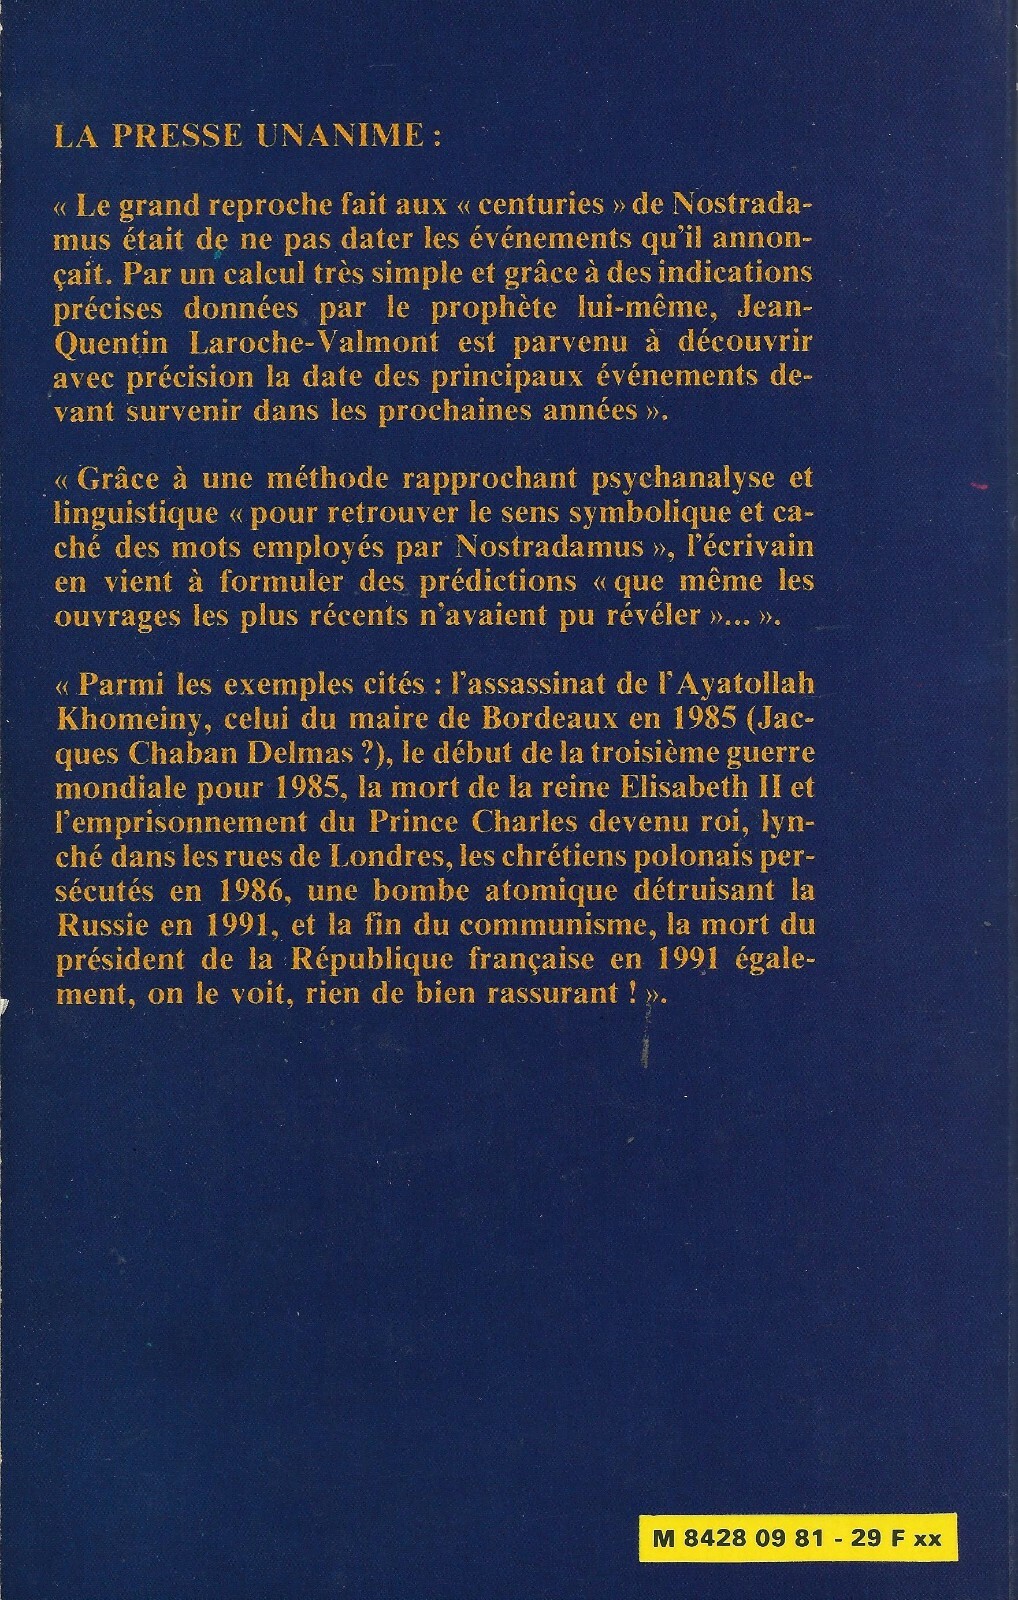 LA PRESSE UNANIME :
« Le grand reproche fait aux « centuries » de Nostrada-
mus était de ne pas dater les événements qu'il annon-
çait. Par un calcul très simple et grâce à des indications
précises données par le prophète lui-même, Jean-
Quentin Laroche-Valmont est parvenu à découvrir
avec précision la date des principaux événements de-
vant survenir dans les prochaines années ».
« Grâce à une méthode rapprochant psychanalyse et
linguistique « pour retrouver le sens symbolique et ca-
ché des mots employés par Nostradamus », l'écrivain
en vient à formuler des prédictions « que même les
ouvrages les plus récents n'avaient pu révéler »... ».
« Parmi les exemples cités : l'assassinat de l'Ayatollah
Khomeiny, celui du maire de Bordeaux en 1985 (Jac-
ques Chaban Delmas ?), le début de la troisième guerre
mondiale pour 1985, la mort de la reine Elisabeth II et
l'emprisonnement du Prince Charles devenu roi, lyn-
ché dans les rues de Londres, les chrétiens polonais per-
sécutés en 1986, une bombe atomique détruisant la
Russie en 1991, et la fin du communisme, la mort du
président de la République française en 1991 égale-
ment, on le voit, rien de bien rassurant ! ».
M 8428 09 81 - 29 F xx